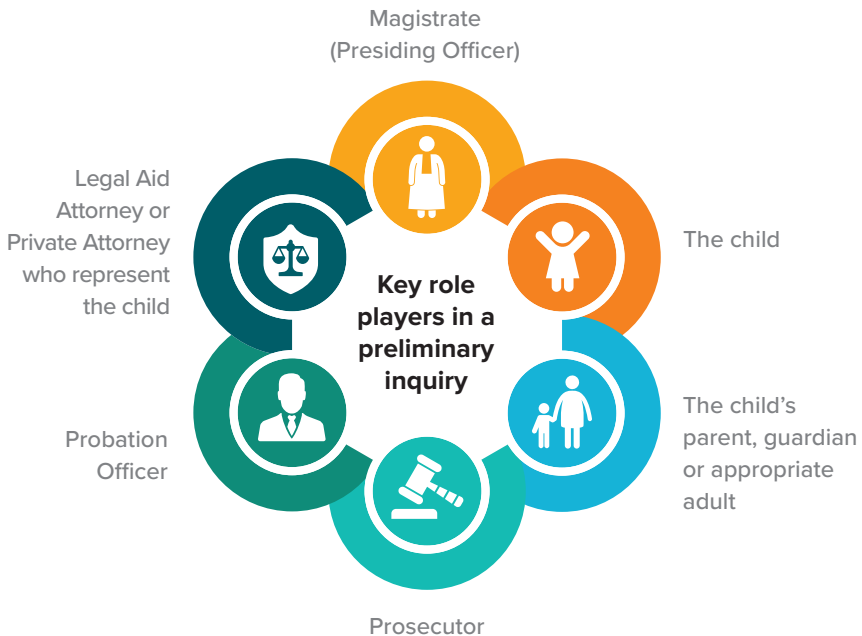 Magistrate
(Presiding Officer)
Legal Aid
Attorney or
Private Attorney
who represent
the child
The child
Key role
players in a
preliminary
inquiry
Probation
Officer
The child’s
parent, guardian
or appropriate
adult
Prosecutor